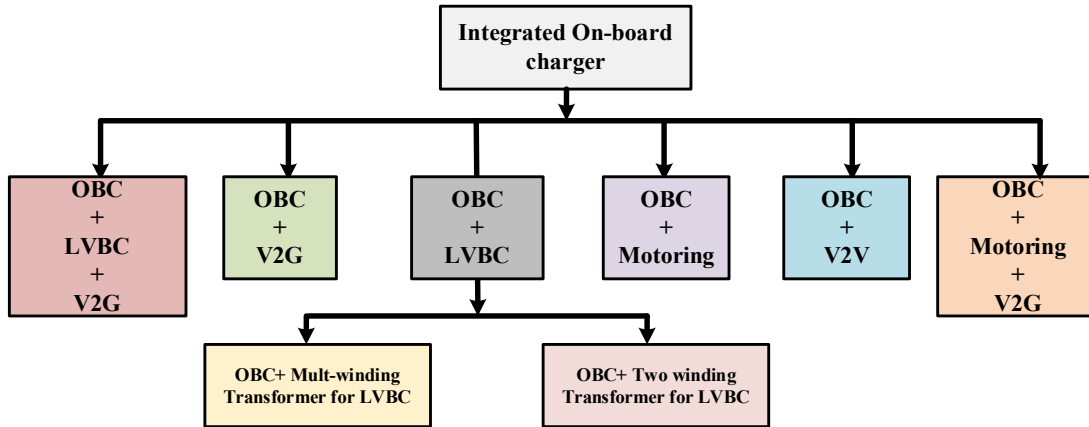 Integrated On-board
charger
OBC
+
LVBC
+
V2G
OBC
+
V2G
OBC
+
LVBC
OBC
+
Motoring
OBC
+
V2V
OBC
+
Motoring
+
V2G
OBC+ Mult-winding
Transformer for LVBC
OBC+ Two winding
Transformer for LVBC